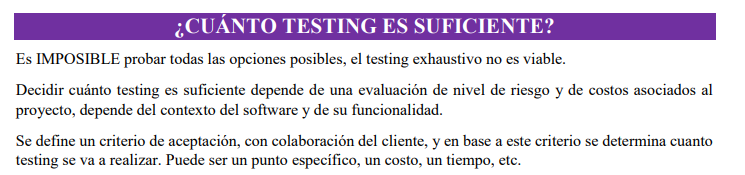 ¿CUÁNTO TESTING ES SUFICIENTE?
Es IMPOSIBLE probar todas las opciones posibles, el testing exhaustivo no es viable.
Decidir cuánto testing es suficiente depende de una evaluación de nivel de riesgo y de costos asociados al
proyecto, depende del contexto del software y de su funcionalidad.
Se define un criterio de aceptación, con colaboración del cliente, y en base a este criterio se determina cuanto
testing se va a realizar. Puede ser un punto específico, un costo, un tiempo, etc.